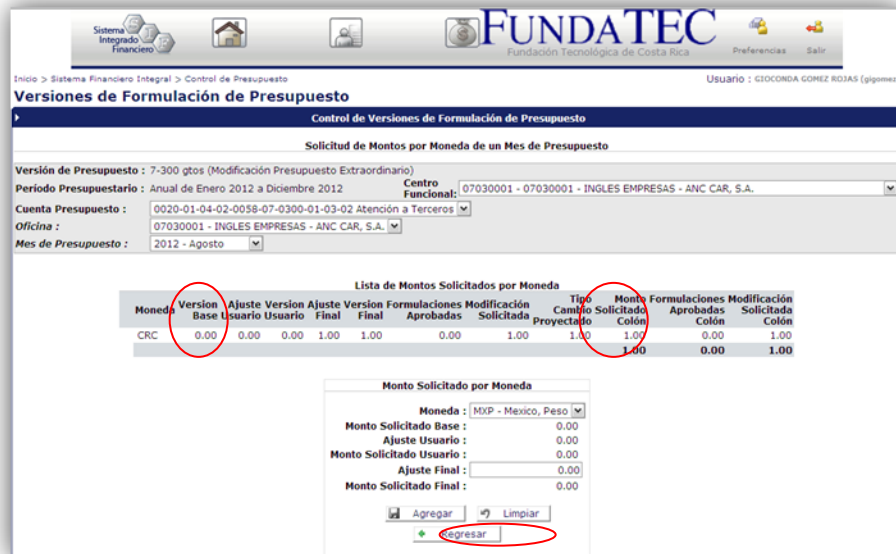 Sistema
Integrado
Financiero
FUNDATEC
Fundación Tecnológica de Costa Rica
Preferencias
Salir
Inicio > Sistema Financiero Integral > Control de Presupuesto
Usuario : GIOCONDA GOMEZ ROJAS (gigomez
Versiones de Formulación de Presupuesto
Control de Versiones de Formulación de Presupuesto
Solicitud de Montos por Moneda de un Mes de Presupuesto
Versión de Presupuesto : 7-300 gtos (Modificación Presupuesto Extraordinario)
Período Presupuestario : Anual de Enero 2012 a Diciembre 2012 Centro Funcional: 07030001 - 07030001 - INGLES EMPRESAS - ANC CAR, S.A.
Cuenta Presupuesto : 0020-01-04-02-0058-07-0300-01-03-02 Atención a Terceros
Oficina : 07030001 - INGLES EMPRESAS - ANC CAR, S.A.
Mes de Presupuesto : 2012 - Agosto
Lista de Montos Solicitados por Moneda
Moneda Version Base Ajuste Usuario Version Usuario Ajuste Final Version Final Formulaciones Aprobadas Modificación Solicitada Tipo Cambio Proyectado Monto Solicitado Colón Formulaciones Aprobadas Colón Modificación Solicitada Colón
CRC 0.00 0.00 0.00 1.00 1.00 0.00 1.00 1.00 1.00 0.00 1.00
1.00 0.00 1.00
Monto Solicitado por Moneda
Moneda : MXP - Mexico, Peso
Monto Solicitado Base : 0.00
Ajuste Usuario : 0.00
Monto Solicitado Usuario : 0.00
Ajuste Final : 0.00
Monto Solicitado Final : 0.00
Agregar Limpiar
Regresar